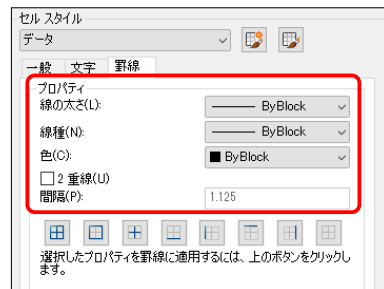 セル スタイル
データ
一般 文字 罫線
プロパティ
線の太さ(L): ByBlock
線種(N): ByBlock
色(C): ByBlock
2 重線(U)
間隔(P): 1.125
選択したプロパティを罫線に適用するには、上のボタンをクリックし
ます。